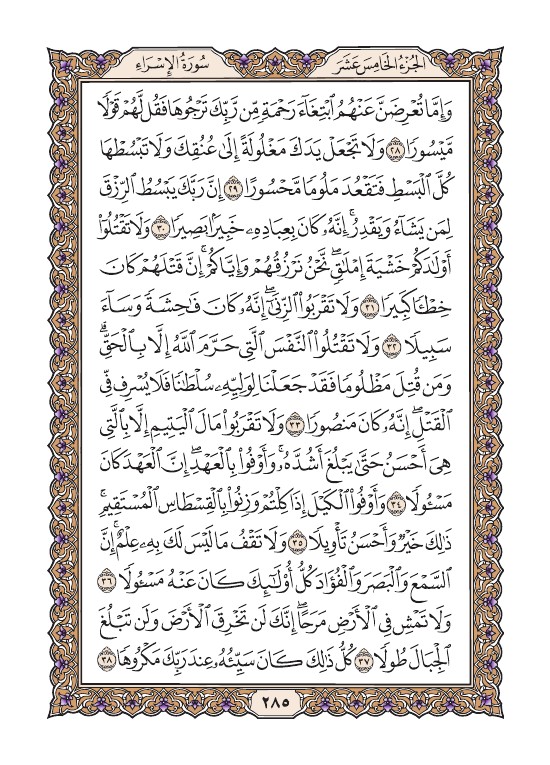 الجُزْءُ الخَامِسَ عَشَرَ
سُورَةُ الإِسْرَاءِ
وَإِمَّا تُعْرِضَنَّ عَنْهُمُ ٱبْتِغَآءَ رَحْمَةٍ مِّن رَّبِّكَ تَرْجُوهَا فَقُل لَّهُمْ قَوْلًا
مَّيْسُورًا ٢٨ وَلَا تَجْعَلْ يَدَكَ مَغْلُولَةً إِلَىٰ عُنُقِكَ وَلَا تَبْسُطْهَا
كُلَّ ٱلْبَسْطِ فَتَقْعُدَ مَلُومًا مَّحْسُورًا ٢٩ إِنَّ رَبَّكَ يَبْسُطُ ٱلرِّزْقَ
لِمَن يَشَآءُ وَيَقْدِرُ ۚ إِنَّهُۥ كَانَ بِعِبَادِهِۦ خَبِيرًۢا بَصِيرًا ٣٠ وَلَا تَقْتُلُوٓا۟
أَوْلَٰدَكُمْ خَشْيَةَ إِمْلَٰقٍ ۖ نَّحْنُ نَرْزُقُهُمْ وَإِيَّاكُمْ ۚ إِنَّ قَتْلَهُمْ كَانَ
خِطْـًٔا كَبِيرًا ٣١ وَلَا تَقْرَبُوا۟ ٱلزِّنَىٰٓ ۖ إِنَّهُۥ كَانَ فَٰحِشَةً وَسَآءَ
سَبِيلًا ٣٢ وَلَا تَقْتُلُوا۟ ٱلنَّفْسَ ٱلَّتِى حَرَّمَ ٱللَّهُ إِلَّا بِٱلْحَقِّ ۗ
وَمَن قُتِلَ مَظْلُومًا فَقَدْ جَعَلْنَا لِوَلِيِّهِۦ سُلْطَٰنًا فَلَا يُسْرِف فِّى
ٱلْقَتْلِ ۖ إِنَّهُۥ كَانَ مَنصُورًا ٣٣ وَلَا تَقْرَبُوا۟ مَالَ ٱلْيَتِيمِ إِلَّا بِٱلَّتِى
هِىَ أَحْسَنُ حَتَّىٰ يَبْلُغَ أَشُدَّهُۥ ۚ وَأَوْفُوا۟ بِٱلْعَهْدِ ۖ إِنَّ ٱلْعَهْدَ كَانَ
مَسْـُٔولًا ٣٤ وَأَوْفُوا۟ ٱلْكَيْلَ إِذَا كِلْتُمْ وَزِنُوا۟ بِٱلْقِسْطَاسِ ٱلْمُسْتَقِيمِ ۚ
ذَٰلِكَ خَيْرٌ وَأَحْسَنُ تَأْوِيلًا ٣٥ وَلَا تَقْفُ مَا لَيْسَ لَكَ بِهِۦ عِلْمٌ ۚ إِنَّ
ٱلسَّمْعَ وَٱلْبَصَرَ وَٱلْفُؤَادَ كُلُّ أُو۟لَٰٓئِكَ كَانَ عَنْهُ مَسْـُٔولًا ٣٦
وَلَا تَمْشِ فِى ٱلْأَرْضِ مَرَحًا ۖ إِنَّكَ لَن تَخْرِقَ ٱلْأَرْضَ وَلَن تَبْلُغَ
ٱلْجِبَالَ طُولًا ٣٧ كُلُّ ذَٰلِكَ كَانَ سَيِّئُهُۥ عِندَ رَبِّكَ مَكْرُوهًا ٣٨
٢٨٥